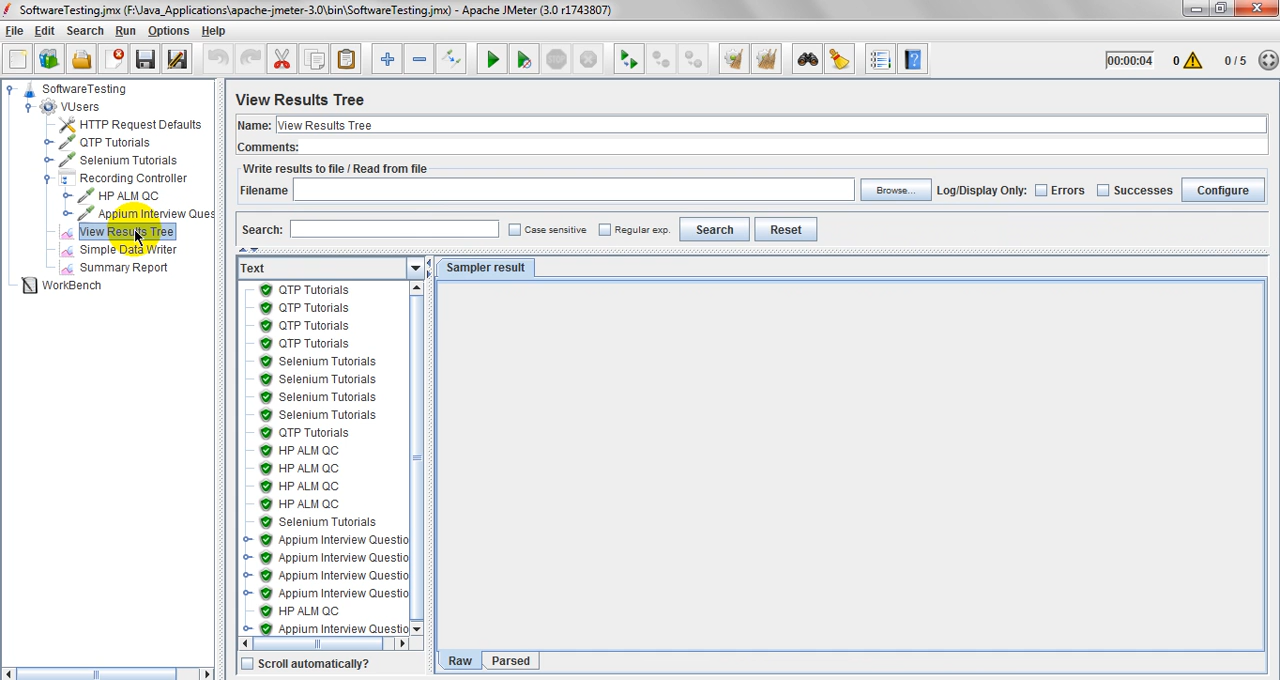 SoftwareTesting.jmx (F:\Java_Applications\apache-jmeter-3.0\bin\SoftwareTesting.jmx) - Apache JMeter (3.0 r1743807)
File Edit Search Run Options Help
00:00:04 0 0 / 5
SoftwareTesting
VUsers
HTTP Request Defaults
QTP Tutorials
Selenium Tutorials
Recording Controller
HP ALM QC
Appium Interview Ques
View Results Tree
Simple Data Writer
Summary Report
WorkBench
View Results Tree
Name: View Results Tree
Comments:
Write results to file / Read from file
Filename Browse... Log/Display Only: Errors Successes Configure
Search: Case sensitive Regular exp. Search Reset
Text
Sampler result
QTP Tutorials
QTP Tutorials
QTP Tutorials
QTP Tutorials
Selenium Tutorials
Selenium Tutorials
Selenium Tutorials
Selenium Tutorials
QTP Tutorials
HP ALM QC
HP ALM QC
HP ALM QC
HP ALM QC
Selenium Tutorials
Appium Interview Questio
Appium Interview Questio
Appium Interview Questio
Appium Interview Questio
HP ALM QC
Appium Interview Questio
Scroll automatically?
Raw Parsed